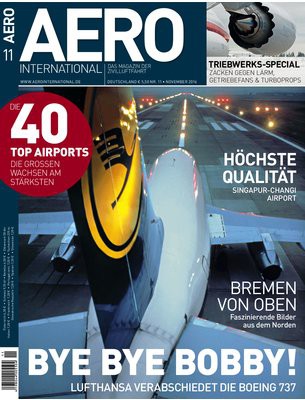 AERO
11
AERO
INTERNATIONAL
DAS MAGAZIN DER
ZIVILLUFTFAHRT
WWW.AEROINTERNATIONAL.DE
DEUTSCHLAND € 5,50 NR. 11 • NOVEMBER 2016
TRIEBWERKS-SPECIAL
ZACKEN GEGEN LÄRM,
GETRIEBEFANS & TURBOPROPS
DIE
40
TOP AIRPORTS
DIE GROSSEN
WACHSEN AM
STÄRKSTEN
HÖCHSTE
QUALITÄT
SINGAPUR-CHANGI
AIRPORT
BREMEN
VON OBEN
Faszinierende Bilder
aus dem Norden
BYE BYE BOBBY!
LUFTHANSA VERABSCHIEDET DIE BOEING 737